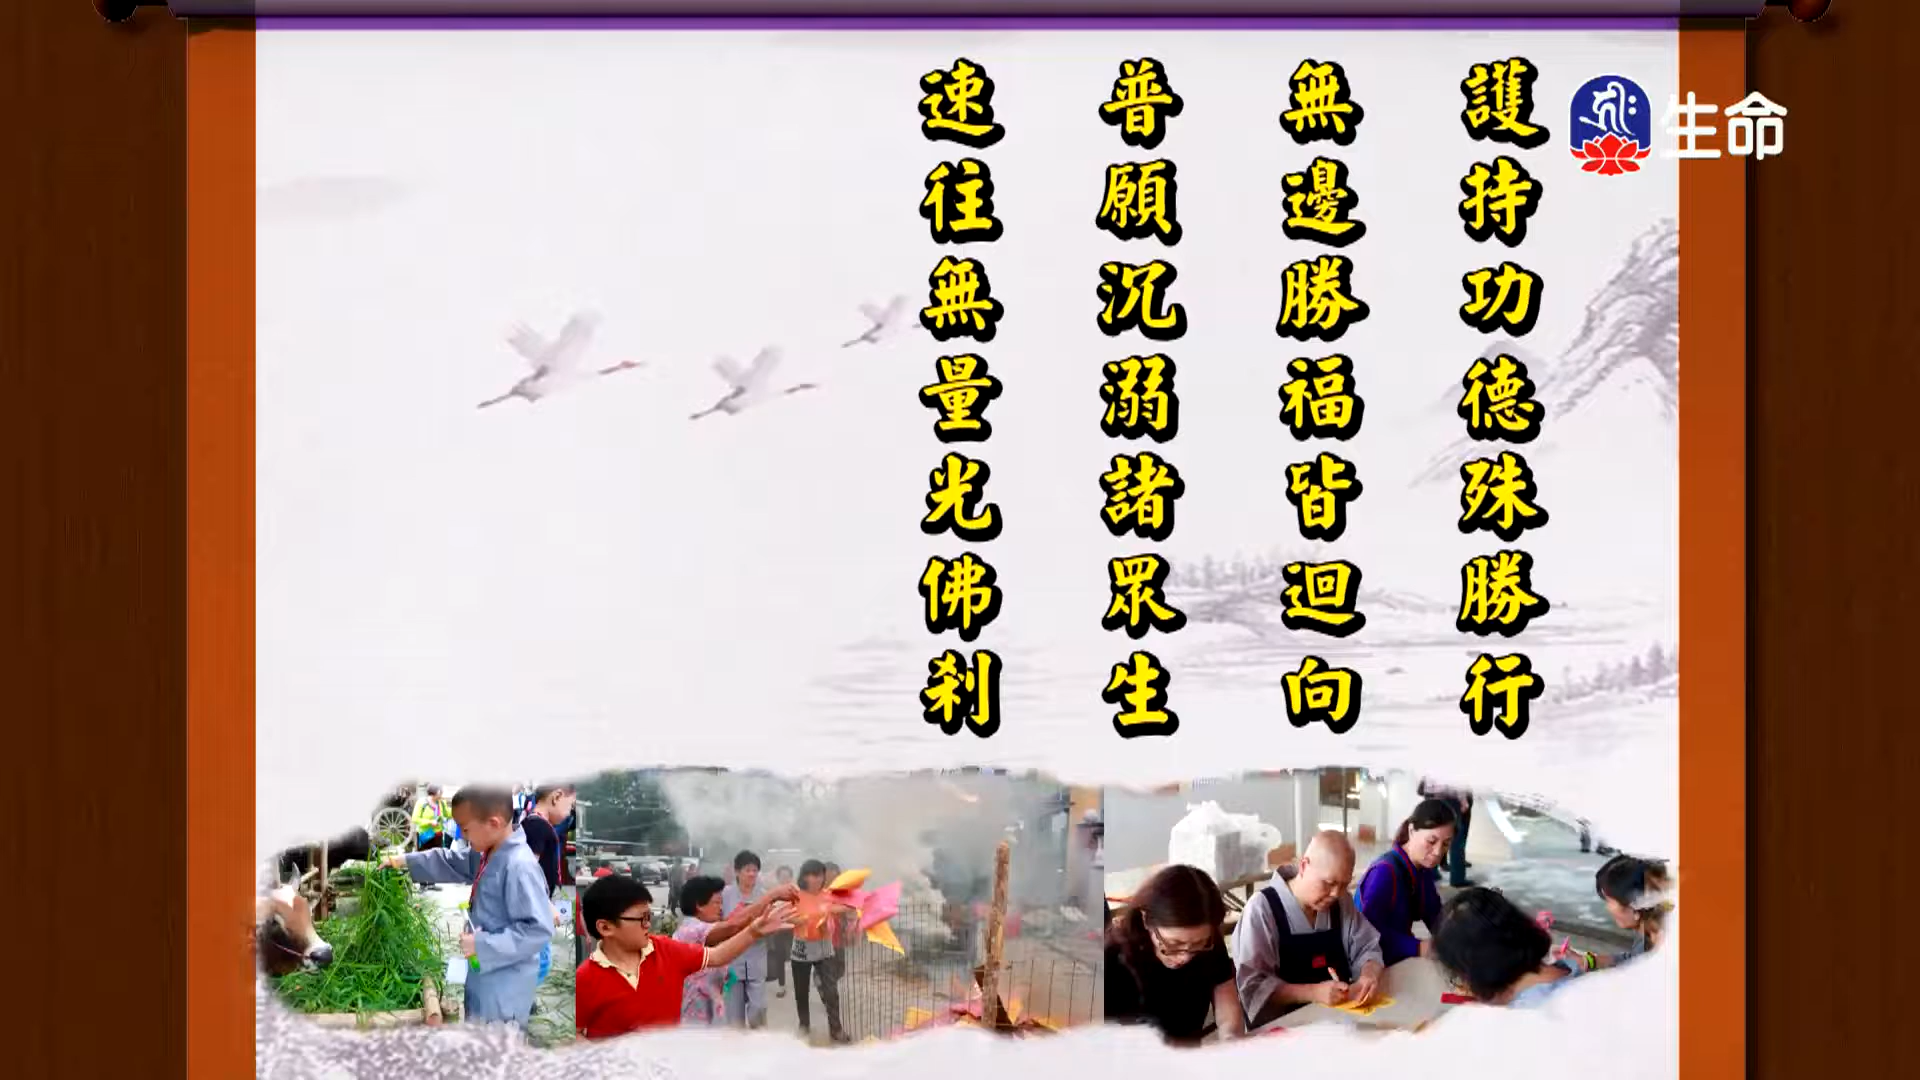 護持功德殊勝行
無邊勝福皆迴向
普願沉溺諸眾生
速往無量光佛剎
生命